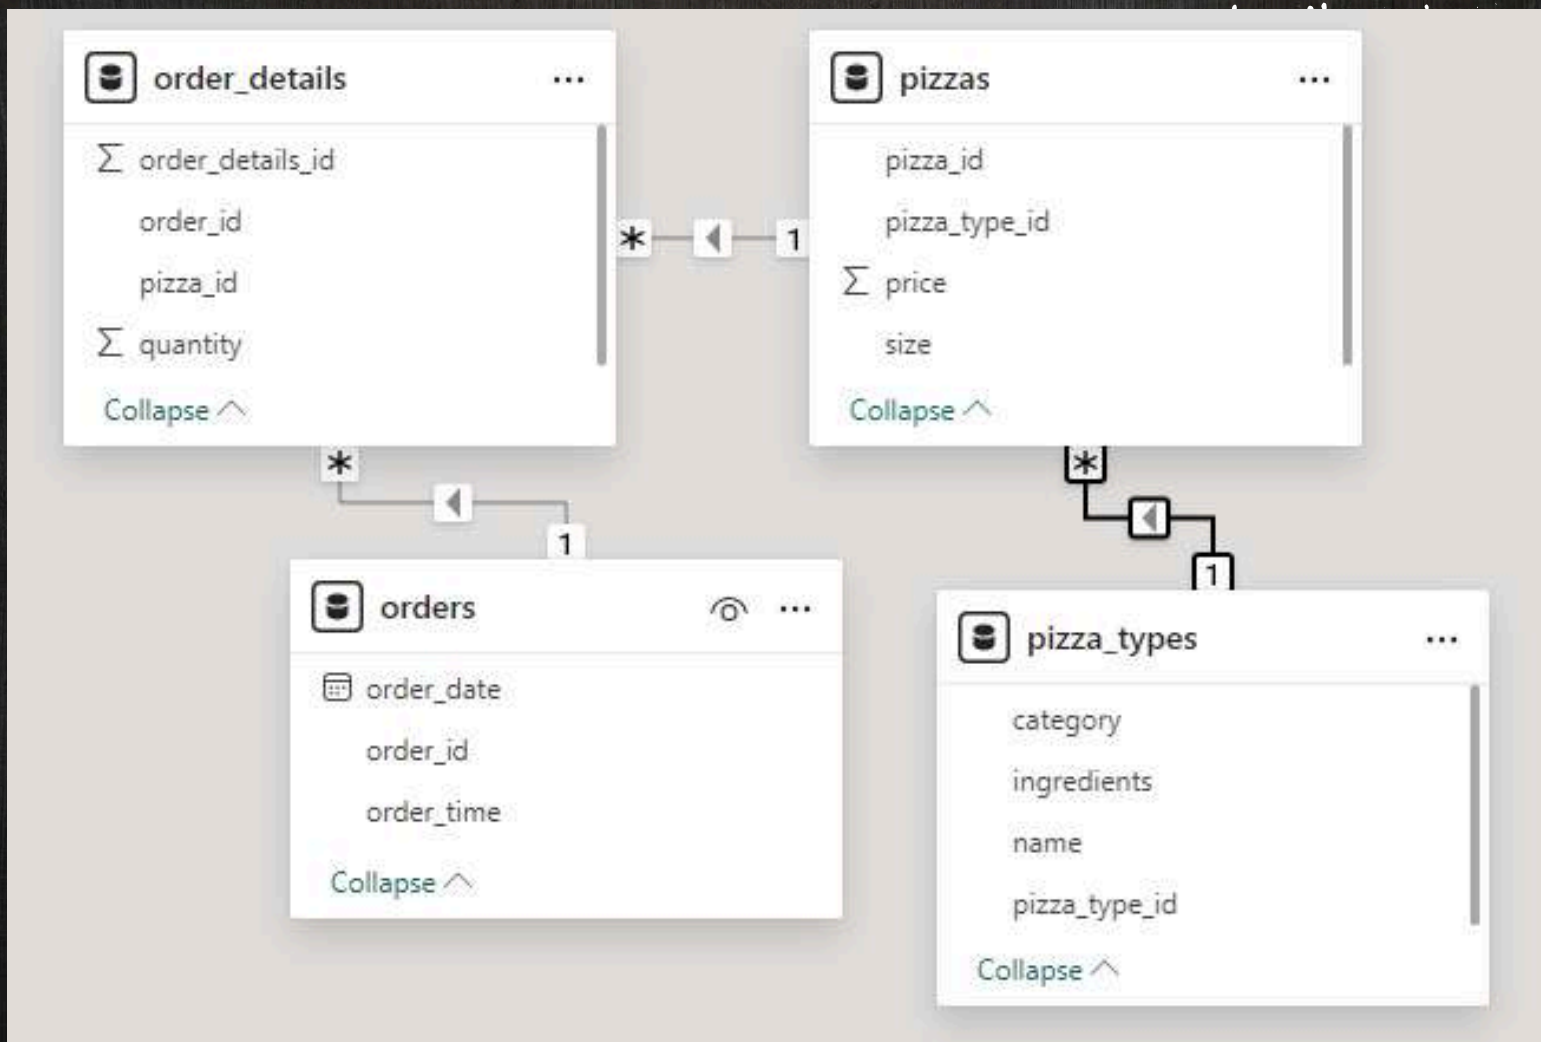 order_details
Σ order_details_id
order_id
pizza_id
Σ quantity
Collapse
* 1
pizzas
pizza_id
pizza_type_id
Σ price
size
Collapse
*
1
orders
order_date
order_id
order_time
Collapse
*
1
pizza_types
category
ingredients
name
pizza_type_id
Collapse